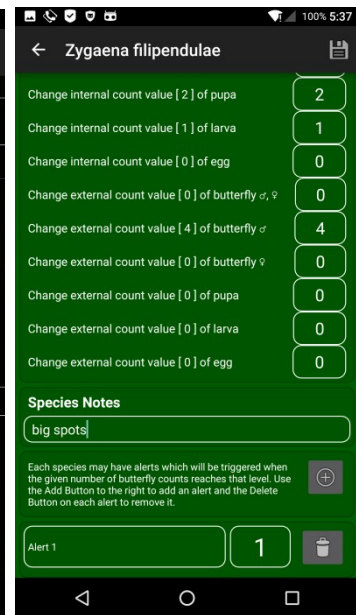 100% 5:37
Zygaena filipendulae
Change internal count value [ 2 ] of pupa 2
Change internal count value [ 1 ] of larva 1
Change internal count value [ 0 ] of egg 0
Change external count value [ 0 ] of butterfly ♂, ♀ 0
Change external count value [ 4 ] of butterfly ♂ 4
Change external count value [ 0 ] of butterfly ♀ 0
Change external count value [ 0 ] of pupa 0
Change external count value [ 0 ] of larva 0
Change external count value [ 0 ] of egg 0
Species Notes
big spots
Each species may have alerts which will be triggered when
the given number of butterfly counts reaches that level. Use
the Add Button to the right to add an alert and the Delete
Button on each alert to remove it.
Alert 1 1